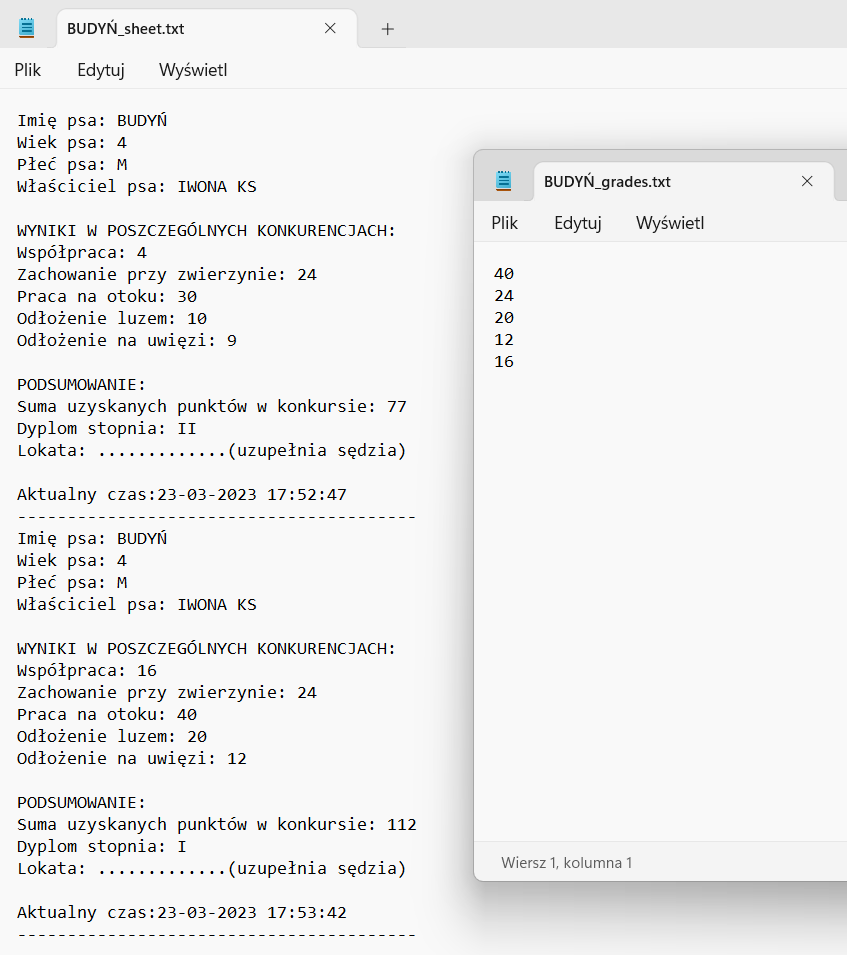 BUDYŃ_sheet.txt
Plik Edytuj Wyświetl
Imię psa: BUDYŃ
Wiek psa: 4
Płeć psa: M
Właściciel psa: IWONA KS
WYNIKI W POSZCZEGÓLNYCH KONKURENCJACH:
Współpraca: 4
Zachowanie przy zwierzynie: 24
Praca na otoku: 30
Odłożenie luzem: 10
Odłożenie na uwięzi: 9
PODSUMOWANIE:
Suma uzyskanych punktów w konkursie: 77
Dyplom stopnia: II
Lokata: .............(uzupełnia sędzia)
Aktualny czas:23-03-2023 17:52:47
----------------------------------------
Imię psa: BUDYŃ
Wiek psa: 4
Płeć psa: M
Właściciel psa: IWONA KS
WYNIKI W POSZCZEGÓLNYCH KONKURENCJACH:
Współpraca: 16
Zachowanie przy zwierzynie: 24
Praca na otoku: 40
Odłożenie luzem: 20
Odłożenie na uwięzi: 12
PODSUMOWANIE:
Suma uzyskanych punktów w konkursie: 112
Dyplom stopnia: I
Lokata: .............(uzupełnia sędzia)
Aktualny czas:23-03-2023 17:53:42
----------------------------------------
BUDYŃ_grades.txt
Plik Edytuj Wyświetl
40
24
20
12
16
Wiersz 1, kolumna 1